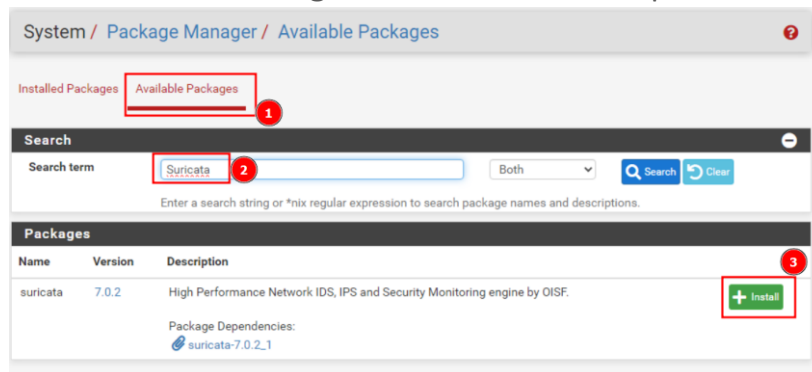 System / Package Manager / Available Packages
Installed Packages Available Packages
1
Search
Search term Suricata 2 Both Search Clear
Enter a search string or *nix regular expression to search package names and descriptions.
Packages
Name Version Description
3
suricata 7.0.2 High Performance Network IDS, IPS and Security Monitoring engine by OISF. Install
Package Dependencies:
suricata-7.0.2_1